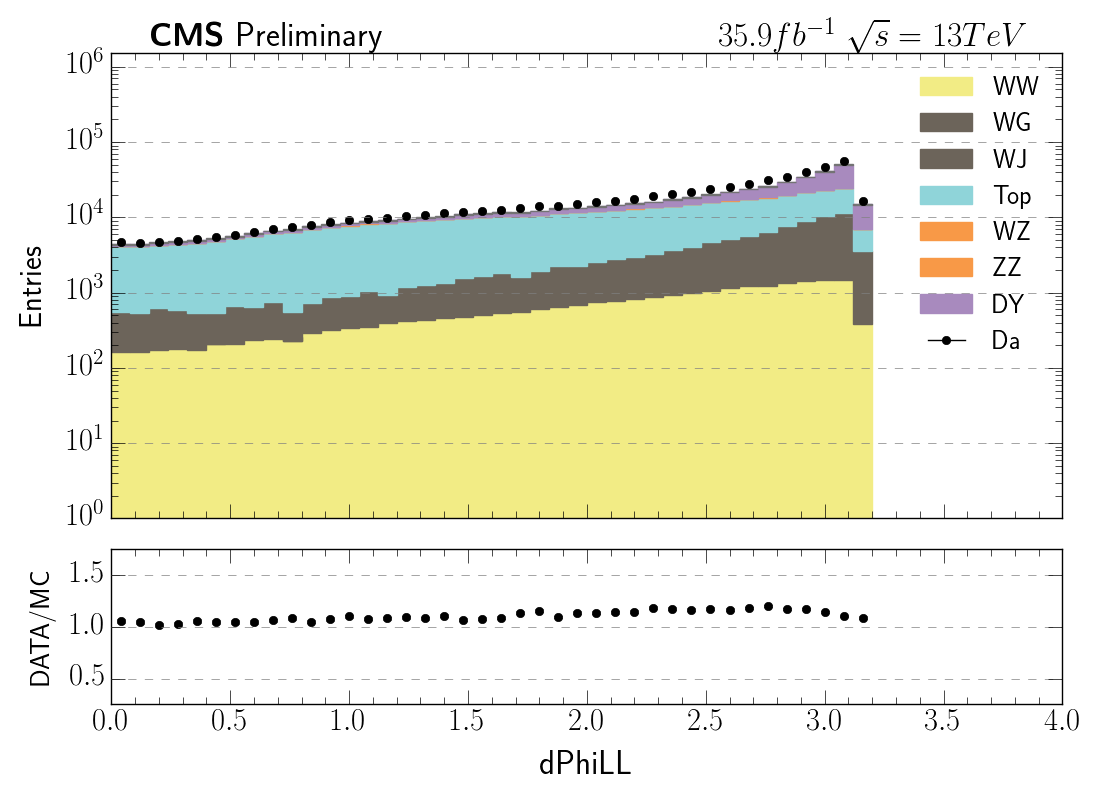 CMS Preliminary 35.9fb⁻¹ √s = 13TeV
10⁶
10⁵
10⁴
10³
10²
10¹
10⁰
Entries
WW
WG
WJ
Top
WZ
ZZ
DY
Da
1.5
1.0
0.5
DATA/MC
0.0 0.5 1.0 1.5 2.0 2.5 3.0 3.5 4.0
dPhiLL